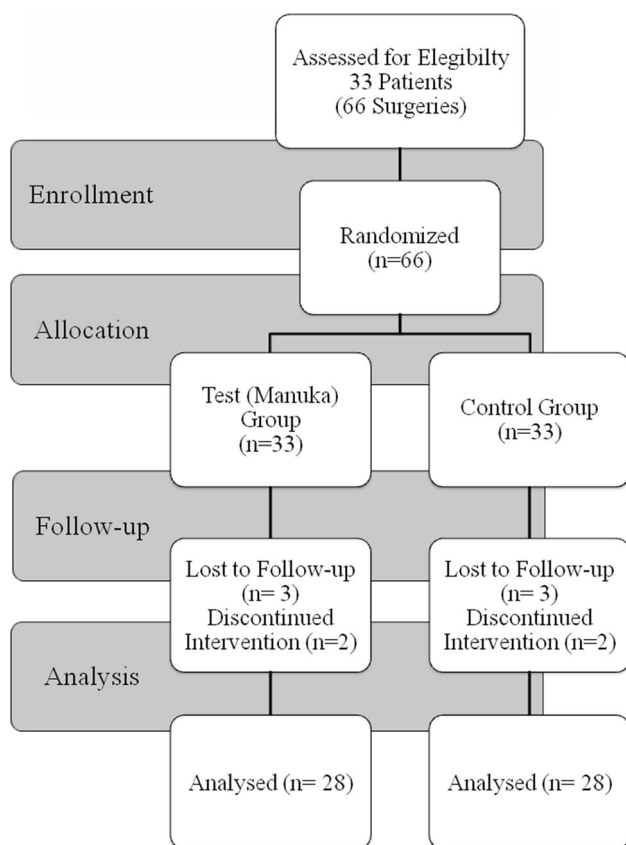 Assessed for Elegibilty
33 Patients
(66 Surgeries)
Enrollment
Randomized
(n=66)
Allocation
Test (Manuka)
Group
(n=33)
Control Group
(n=33)
Follow-up
Lost to Follow-up
(n= 3)
Discontinued
Intervention (n=2)
Lost to Follow-up
(n= 3)
Discontinued
Intervention (n=2)
Analysis
Analysed (n= 28)
Analysed (n= 28)